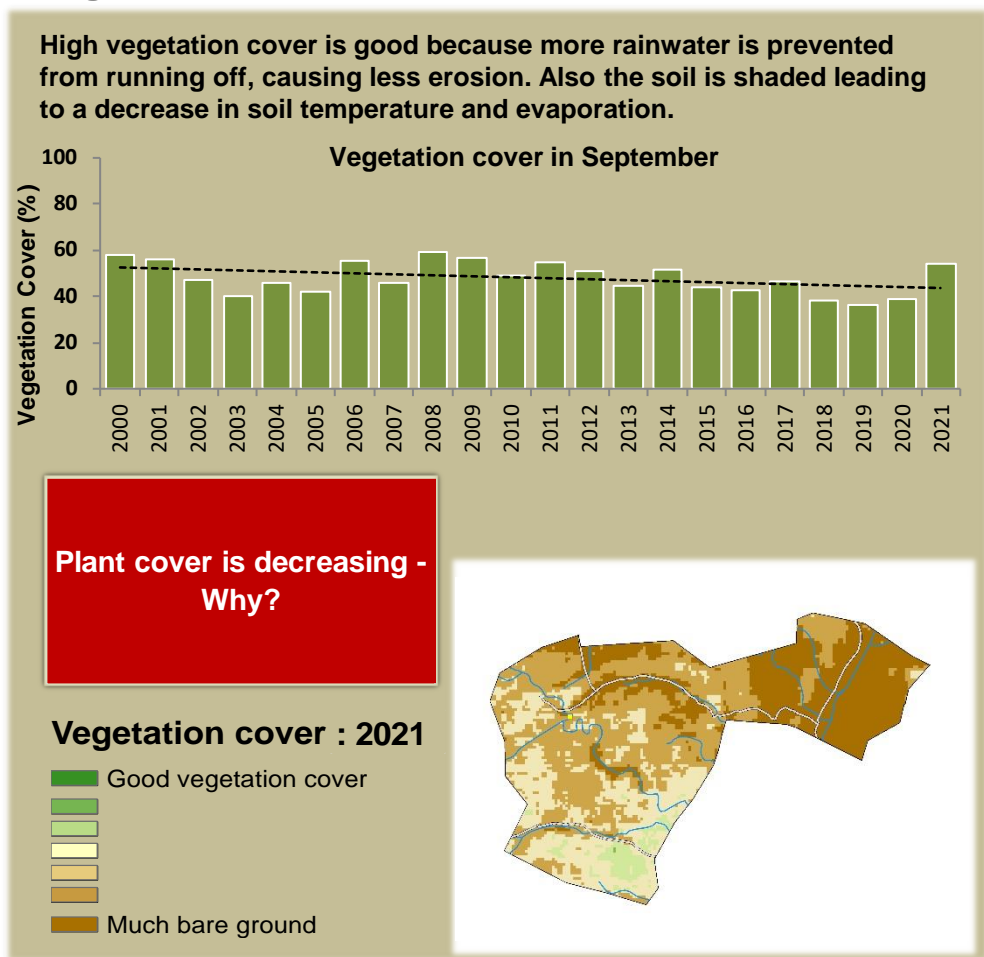 High vegetation cover is good because more rainwater is prevented
from running off, causing less erosion. Also the soil is shaded leading
to a decrease in soil temperature and evaporation.
Vegetation cover in September
Vegetation Cover (%)
100
80
60
40
20
0
2000 2001 2002 2003 2004 2005 2006 2007 2008 2009 2010 2011 2012 2013 2014 2015 2016 2017 2018 2019 2020 2021
Plant cover is decreasing -
Why?
Vegetation cover : 2021
Good vegetation cover
Much bare ground